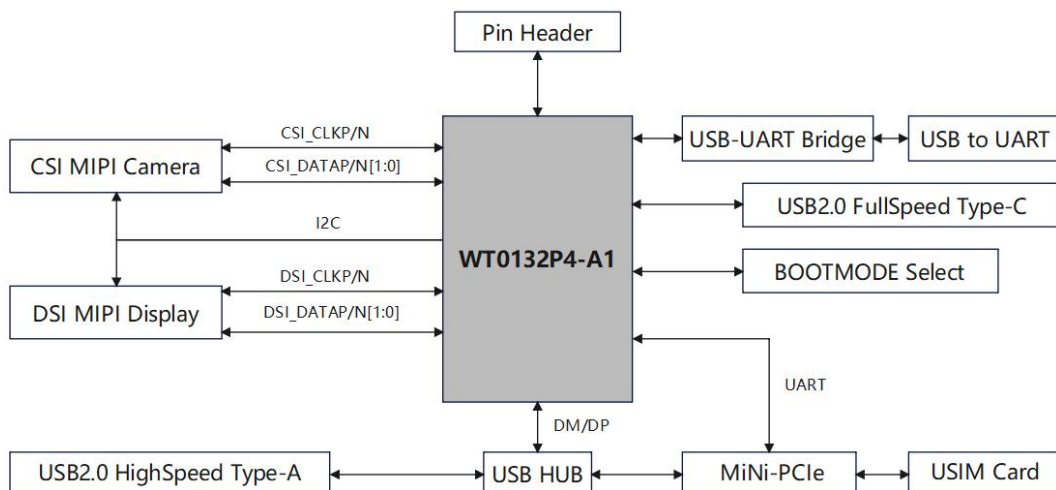 Pin Header
CSI_CLKP/N
USB-UART Bridge
USB to UART
CSI MIPI Camera
CSI_DATAP/N[1:0]
USB2.0 FullSpeed Type-C
I2C
WT0132P4-A1
BOOTMODE Select
DSI_CLKP/N
DSI MIPI Display
DSI_DATAP/N[1:0]
UART
DM/DP
USB2.0 HighSpeed Type-A
USB HUB
MiNi-PCIe
USIM Card